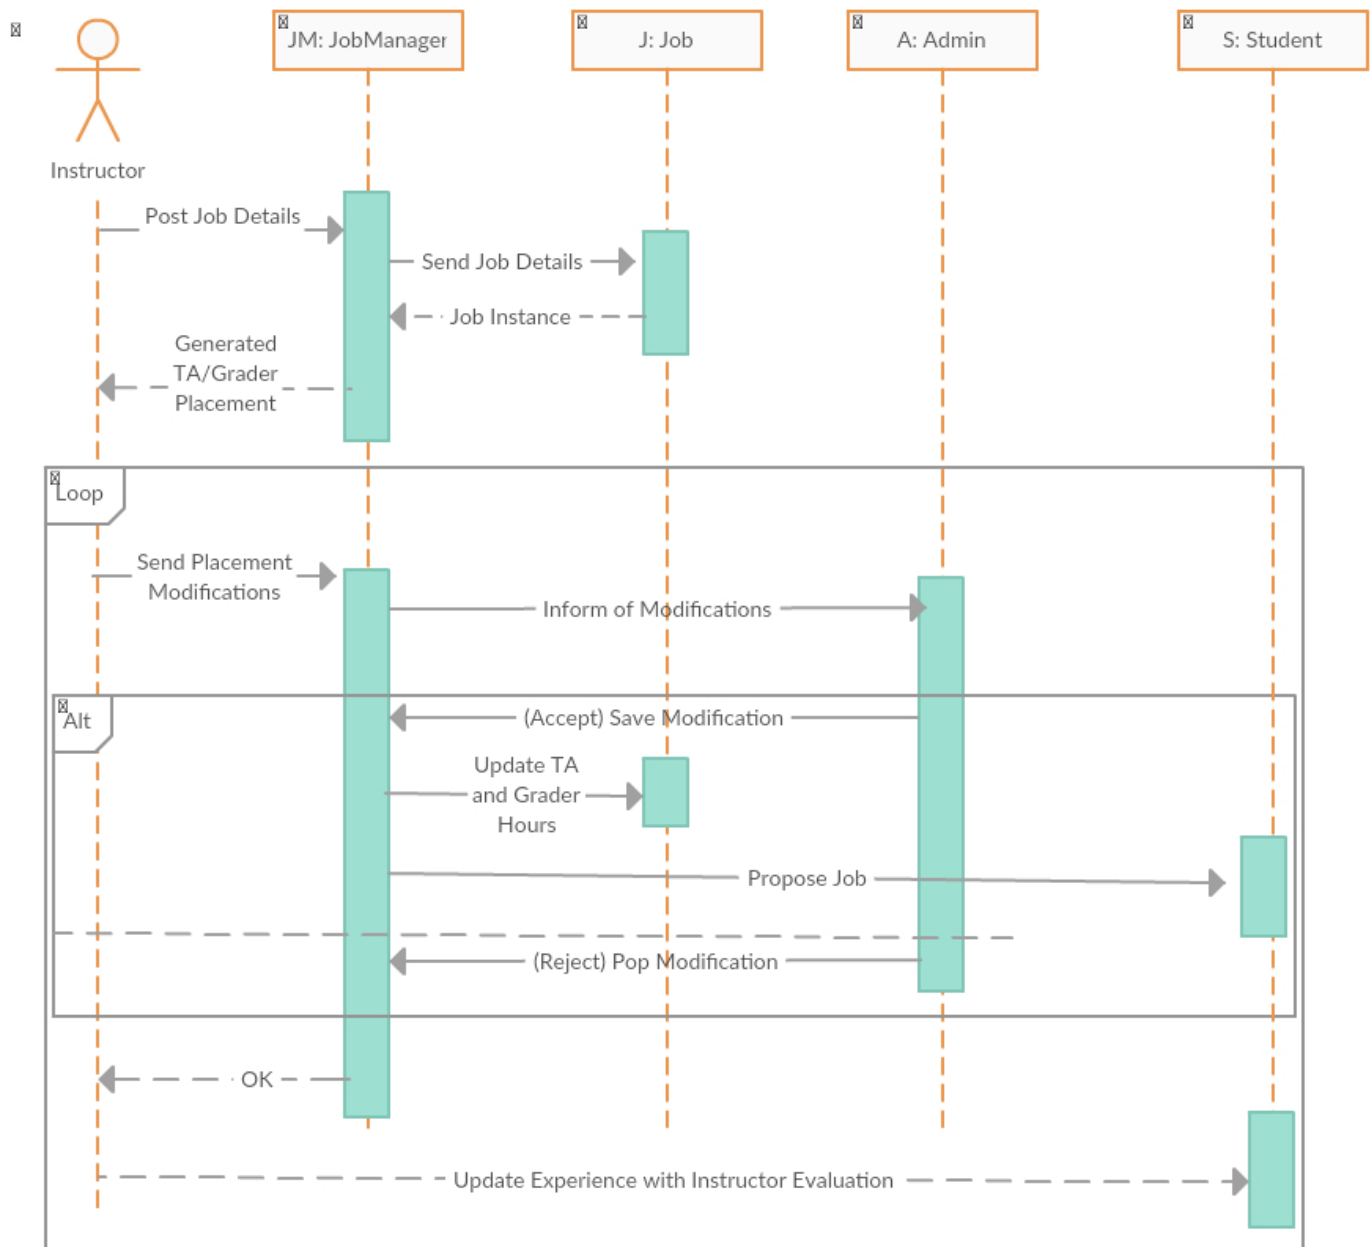 Instructor
JM: JobManager
J: Job
A: Admin
S: Student
Post Job Details
Send Job Details
Job Instance
Generated
TA/Grader
Placement
Loop
Send Placement
Modifications
Inform of Modifications
Alt
(Accept) Save Modification
Update TA
and Grader
Hours
Propose Job
(Reject) Pop Modification
OK
Update Experience with Instructor Evaluation